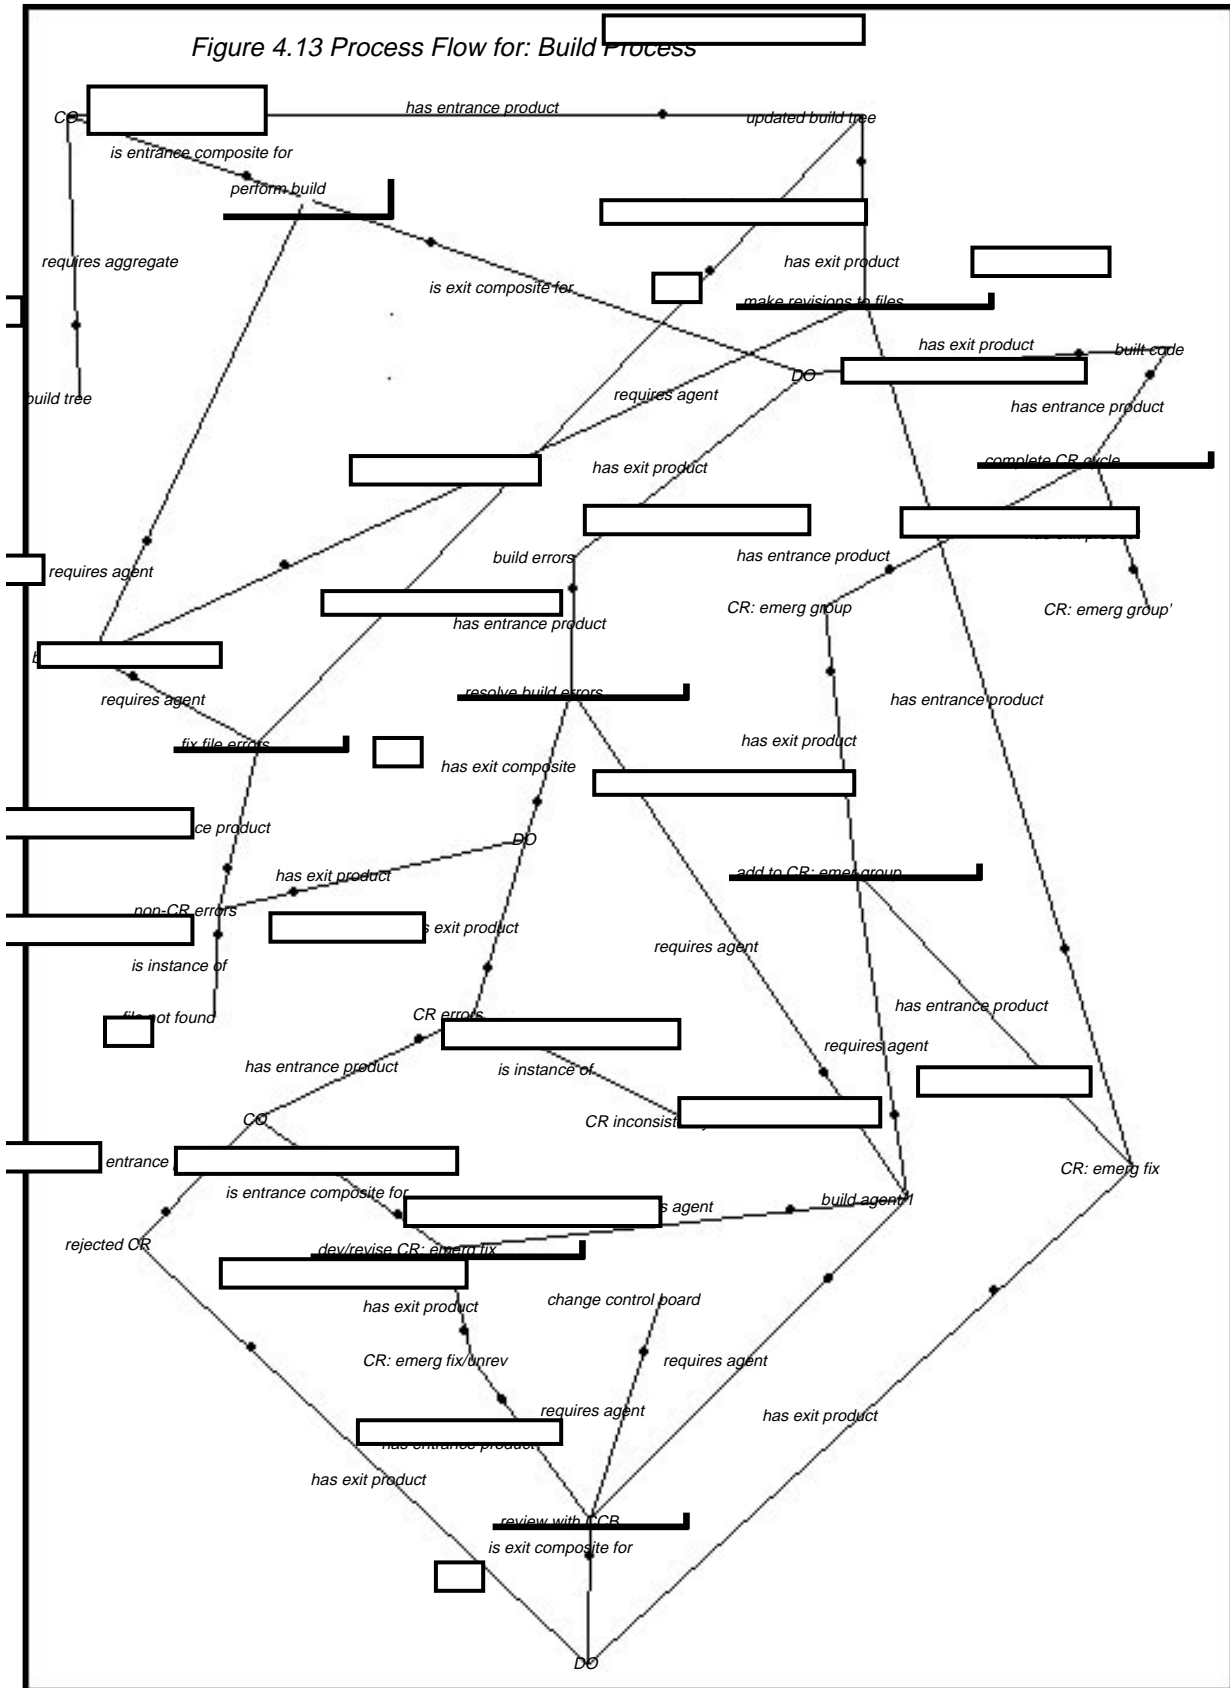 Figure 4.13 Process Flow for: Build Process
has entrance product
CO
updated build tree
is entrance composite for
perform build
requires aggregate
has exit product
is exit composite for
make revisions to files
has exit product
built code
DO
requires agent
build tree
has entrance product
complete CR cycle
has exit product
build errors
has entrance product
has exit product
requires agent
CR: emerg group
CR: emerg group'
has entrance product
requires agent
resolve build errors
has entrance product
fix file errors
has exit product
has exit composite
ce product
DO
has exit product
add to CR: emer group
non-CR errors
s exit product
requires agent
is instance of
has entrance product
file not found
CR errors
requires agent
has entrance product
is instance of
CO
CR inconsist
entrance
CR: emerg fix
is entrance composite for
build agent 1
s agent
rejected CR
dev/revise CR: emerg fix
change control board
has exit product
CR: emerg fix/unrev
requires agent
requires agent
has exit product
has entrance product
has exit product
review with CCB
is exit composite for
DO